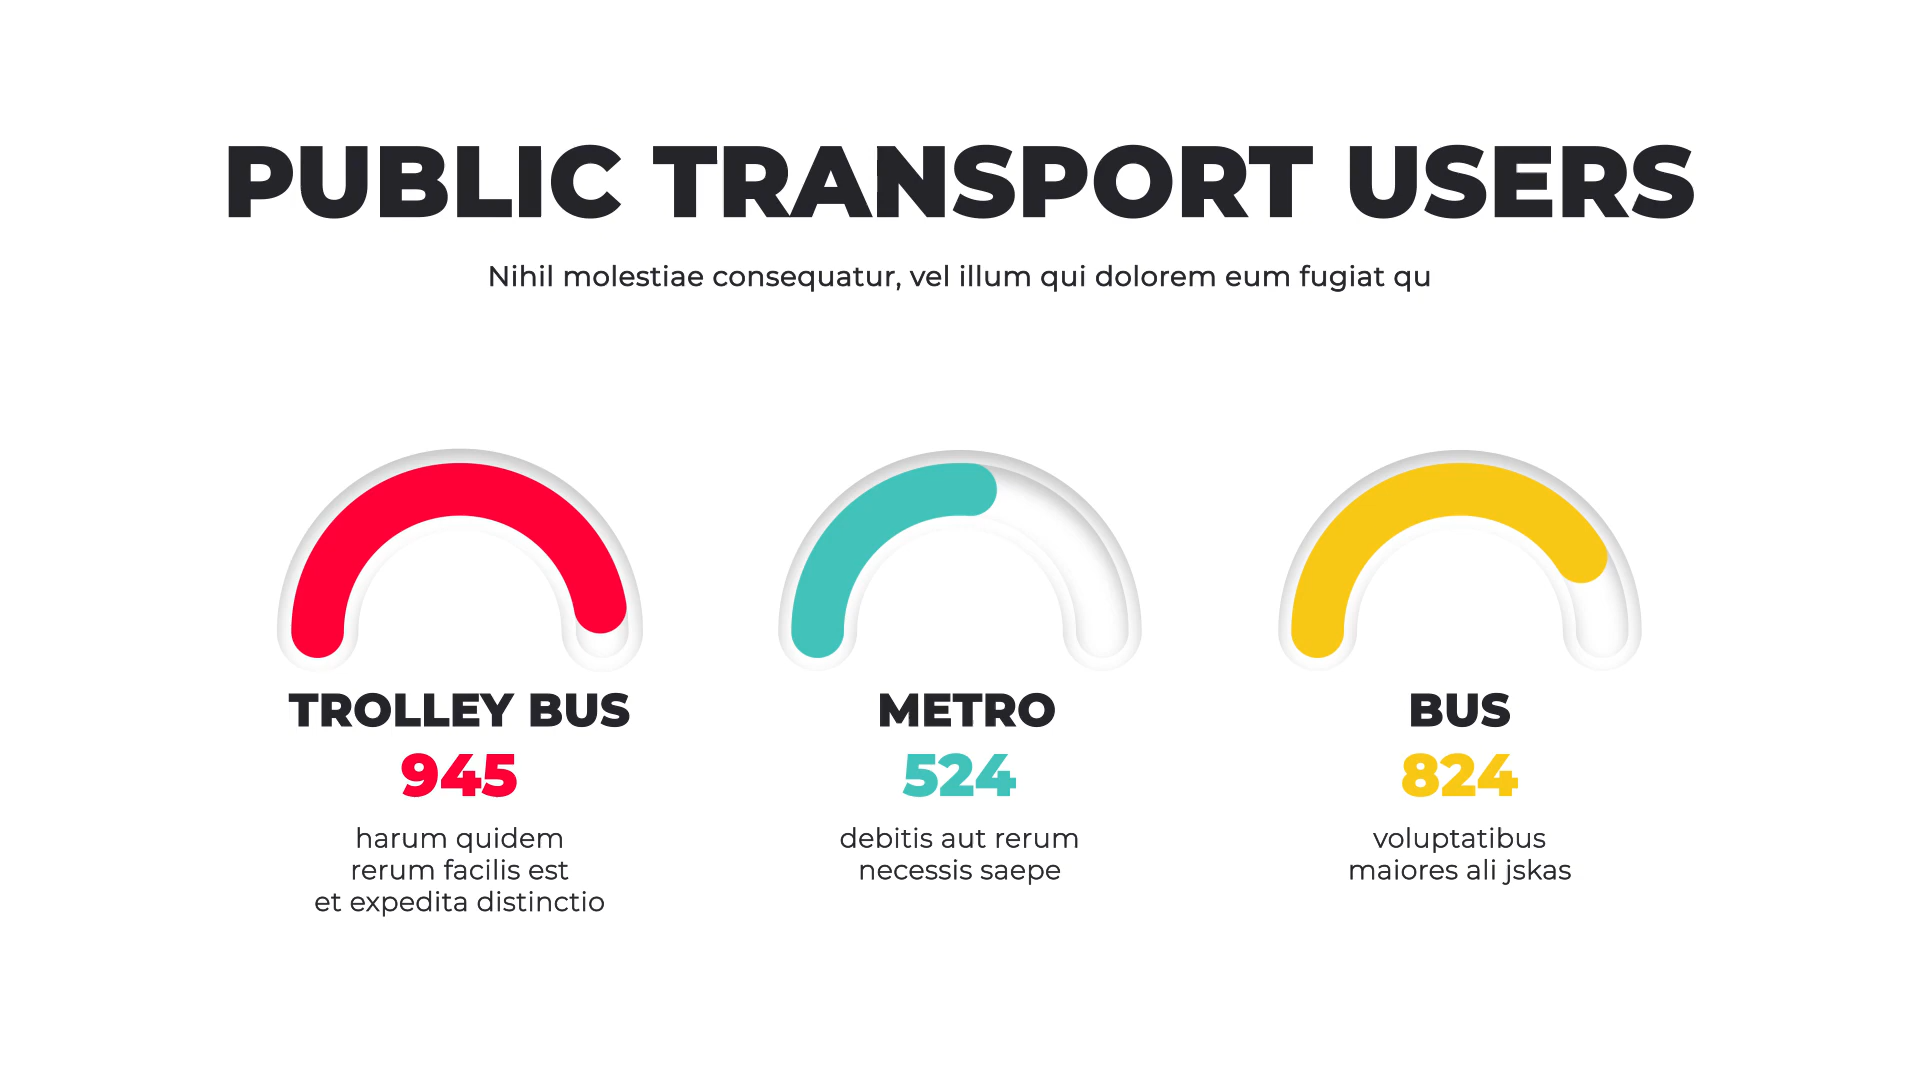 PUBLIC TRANSPORT USERS
Nihil molestiae consequatur, vel illum qui dolorem eum fugiat qu
TROLLEY BUS
945
harum quidem
rerum facilis est
et expedita distinctio
METRO
524
debitis aut rerum
necessis saepe
BUS
824
voluptatibus
maiores ali jskas